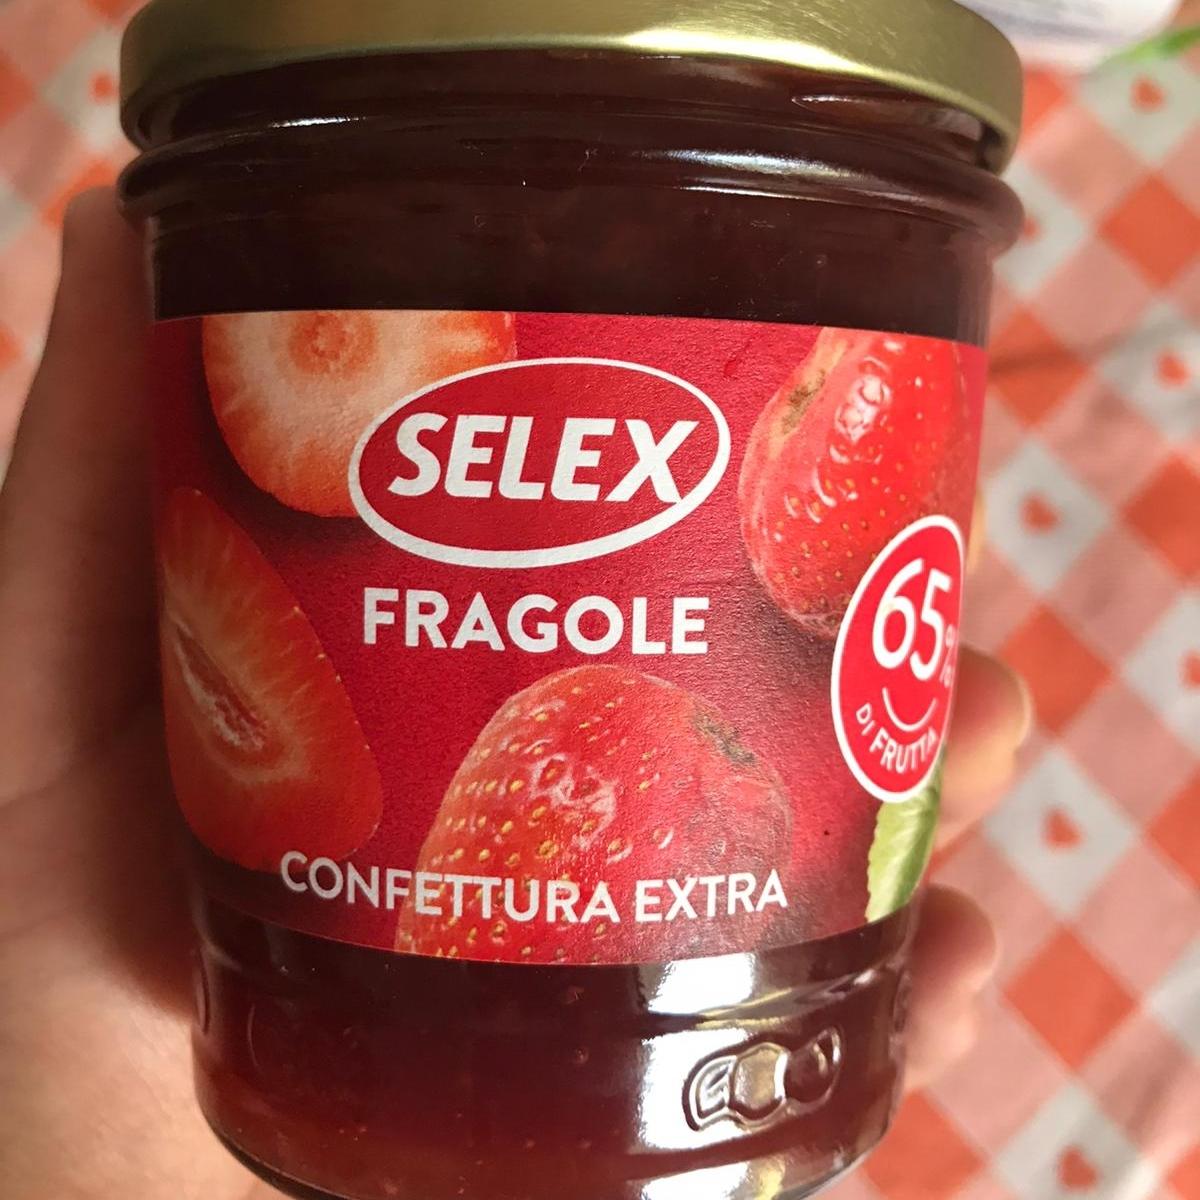 SELEX
FRAGOLE
65%
DI FRUTTA
CONFETTURA EXTRA